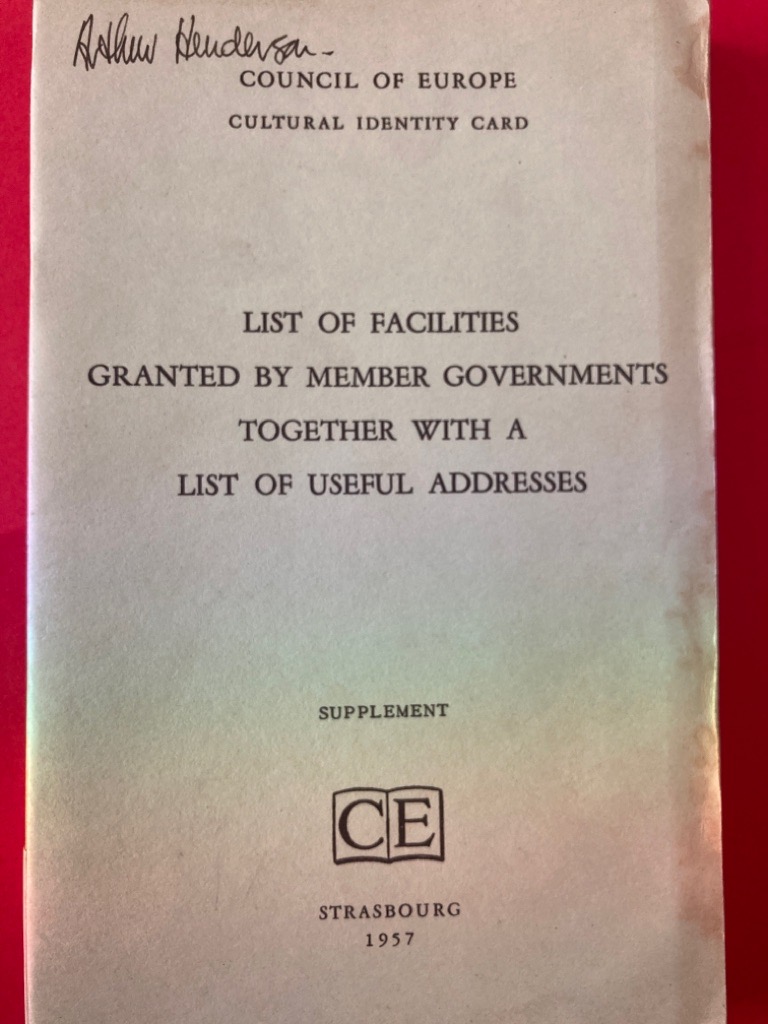 Arthur Henderson -
COUNCIL OF EUROPE
CULTURAL IDENTITY CARD
LIST OF FACILITIES
GRANTED BY MEMBER GOVERNMENTS
TOGETHER WITH A
LIST OF USEFUL ADDRESSES
SUPPLEMENT
CE
STRASBOURG
1957